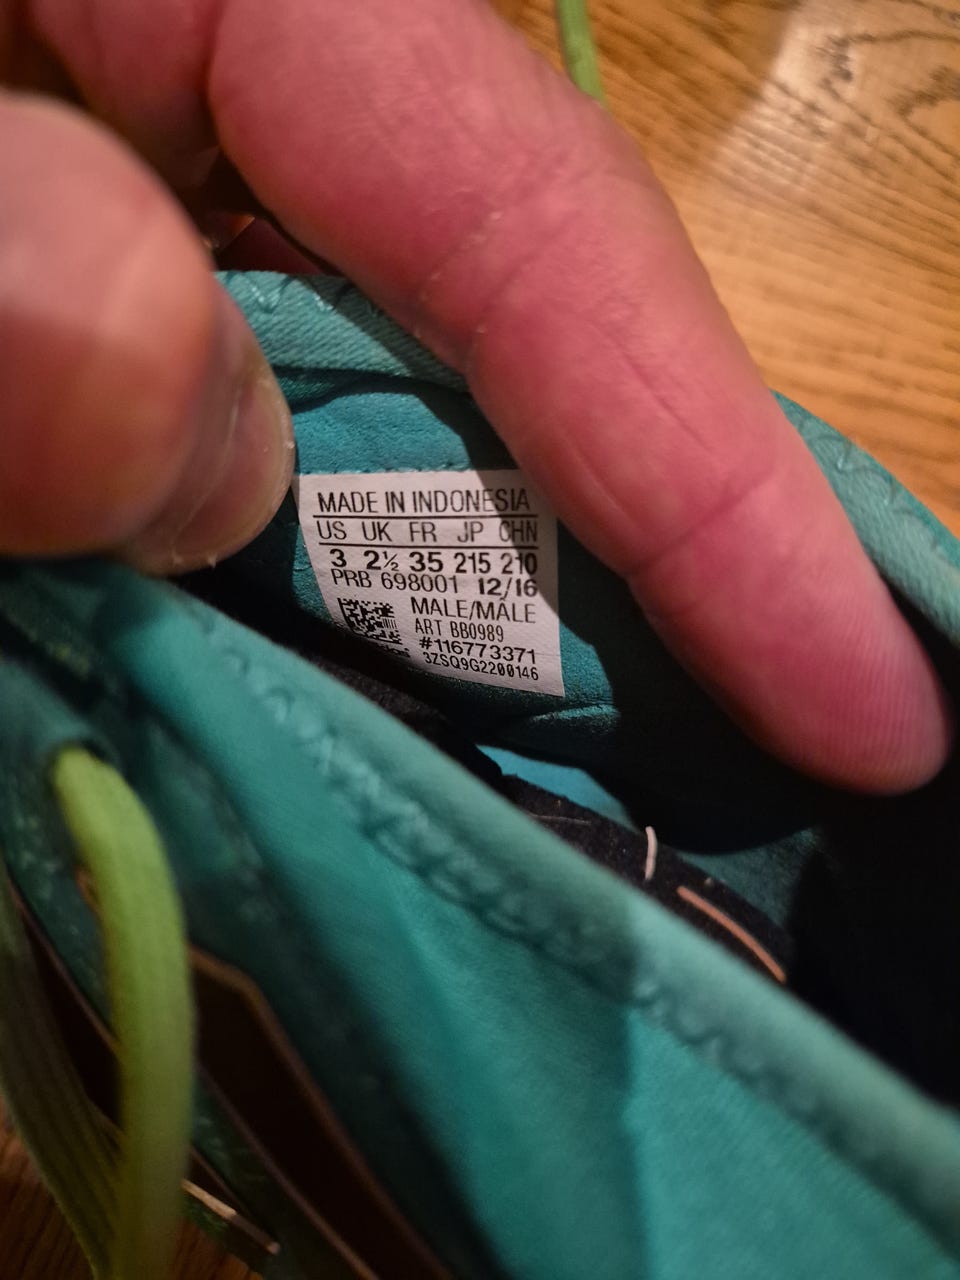 MADE IN INDONESIA
US UK FR JP CHN
3 2½ 35 215 210
PRB 698001 12/16
MALE/MÂLE
ART BB0989
#116773371
3ZSQ9G2200146